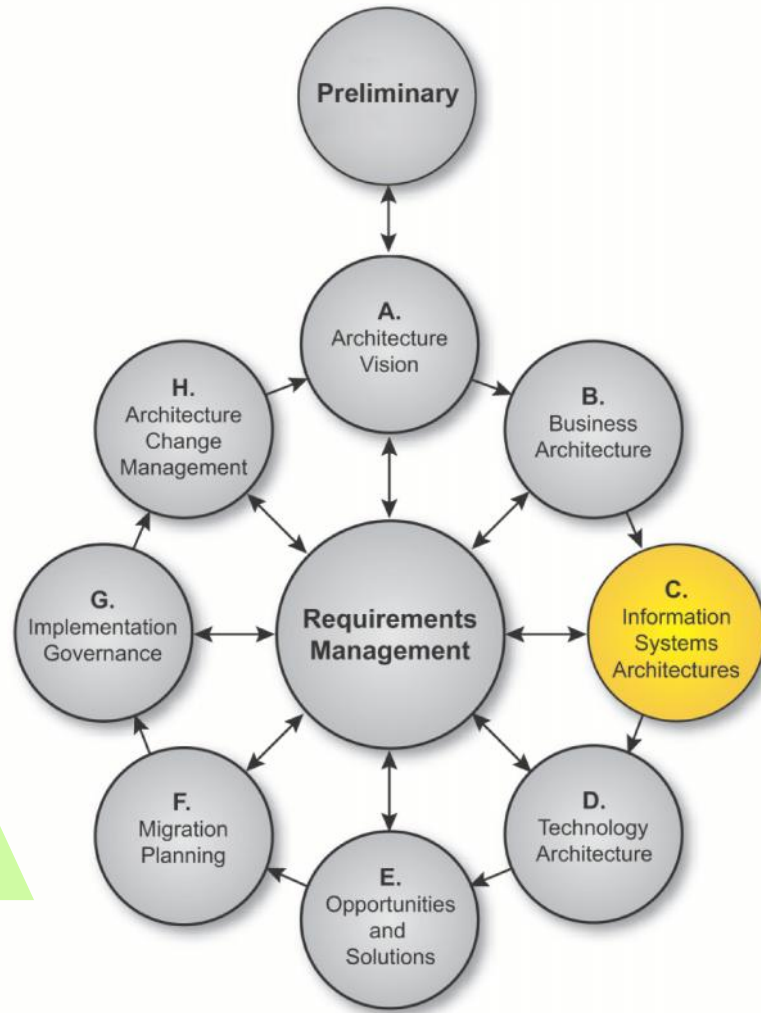 Preliminary
A.
Architecture
Vision
B.
Business
Architecture
C.
Information
Systems
Architectures
D.
Technology
Architecture
E.
Opportunities
and
Solutions
F.
Migration
Planning
G.
Implementation
Governance
H.
Architecture
Change
Management
Requirements
Management